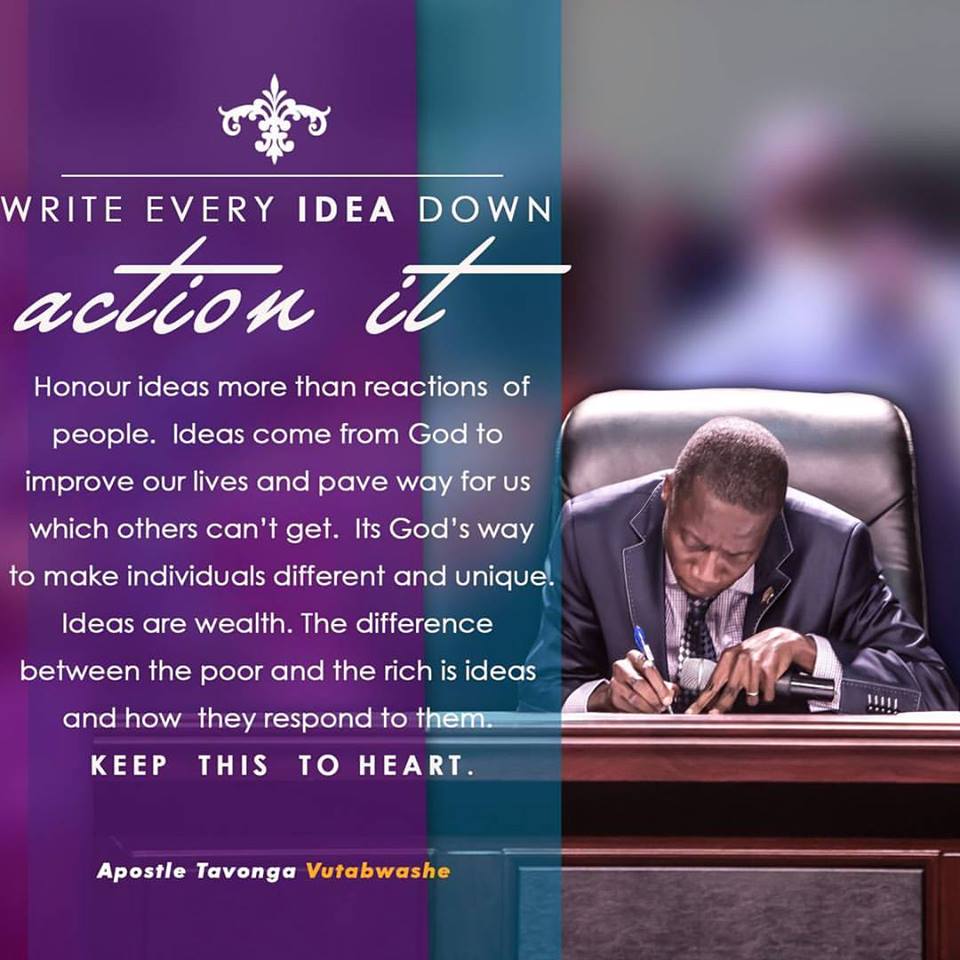 WRITE EVERY IDEA DOWN
action it
Honour ideas more than reactions of
people. Ideas come from God to
improve our lives and pave way for us
which others can't get. Its God's way
to make individuals different and unique.
Ideas are wealth. The difference
between the poor and the rich is ideas
and how they respond to them.
KEEP THIS TO HEART.
Apostle Tavonga Vutabwashe